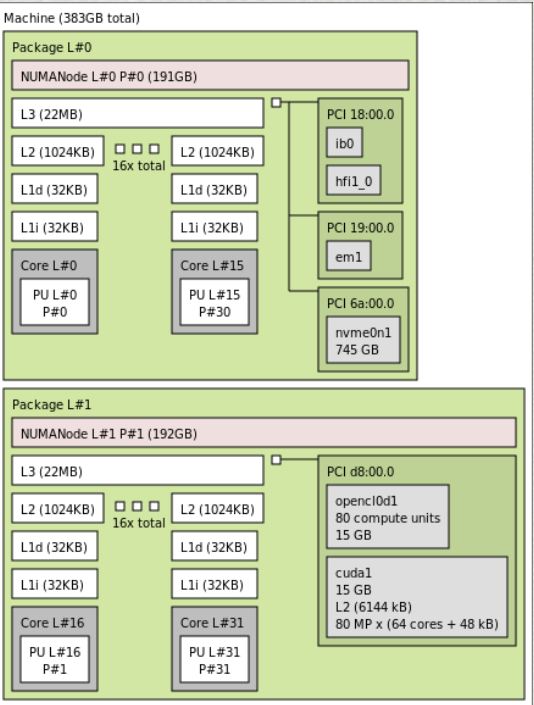 Machine (383GB total)
Package L#0
NUMANode L#0 P#0 (191GB)
L3 (22MB)
L2 (1024KB)
16x total
L2 (1024KB)
L1d (32KB)
L1d (32KB)
L1i (32KB)
L1i (32KB)
Core L#0
PU L#0
P#0
Core L#15
PU L#15
P#30
PCI 18:00.0
ib0
hfi1_0
PCI 19:00.0
em1
PCI 6a:00.0
nvme0n1
745 GB
Package L#1
NUMANode L#1 P#1 (192GB)
L3 (22MB)
L2 (1024KB)
16x total
L2 (1024KB)
L1d (32KB)
L1d (32KB)
L1i (32KB)
L1i (32KB)
Core L#16
PU L#16
P#1
Core L#31
PU L#31
P#31
PCI d8:00.0
opencl0d1
80 compute units
15 GB
cuda1
15 GB
L2 (6144 kB)
80 MP x (64 cores + 48 kB)